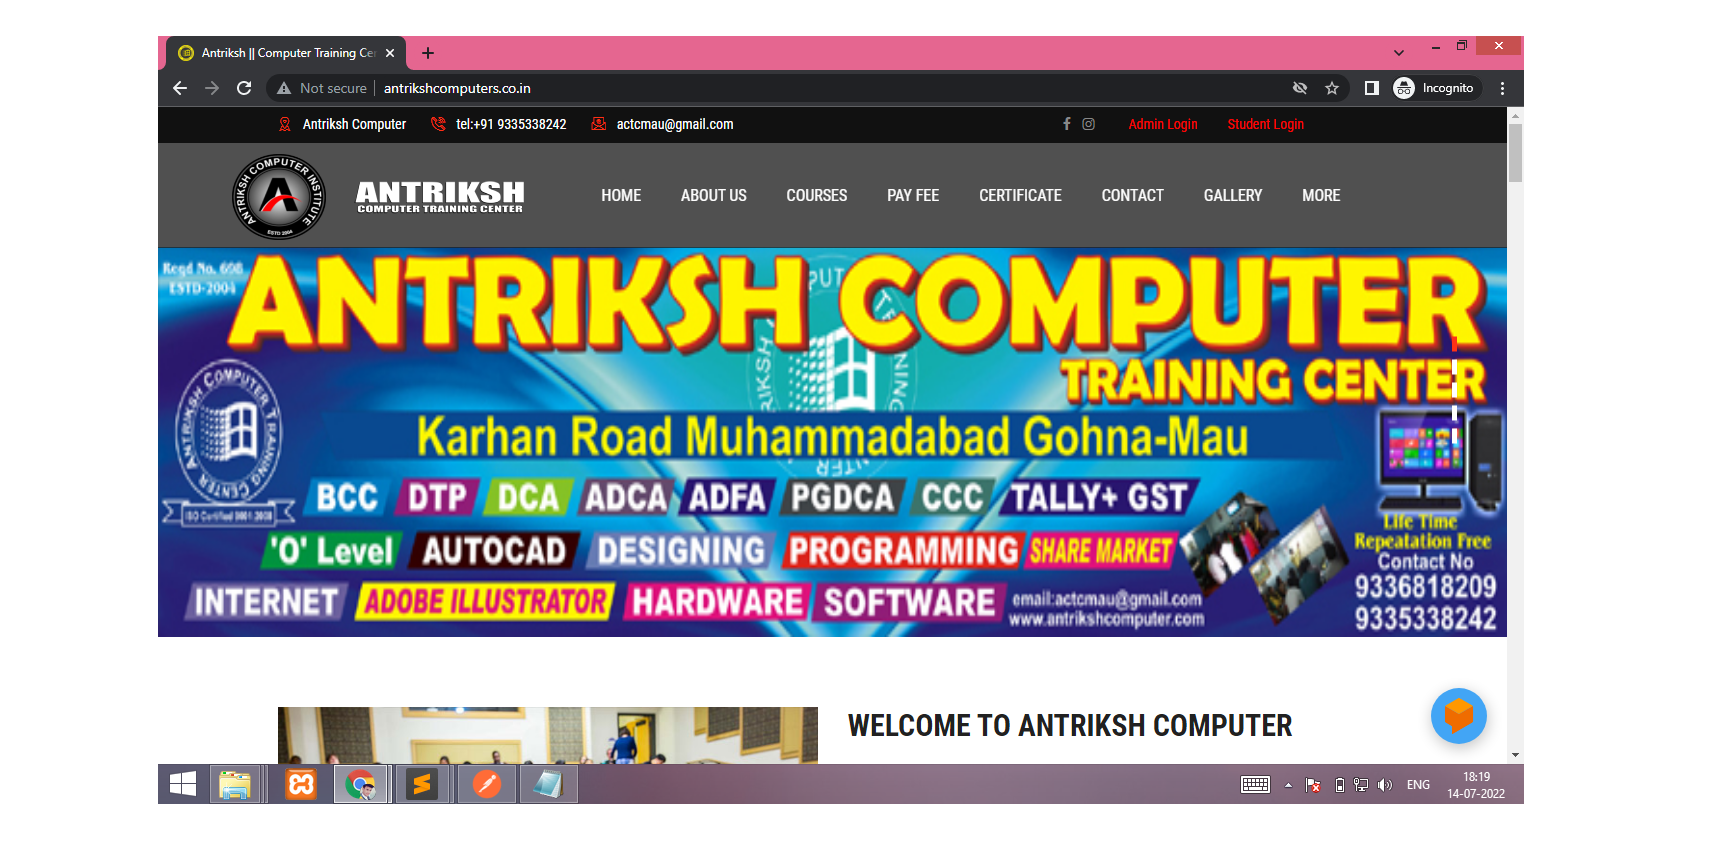 Antriksh || Computer Training Ce
Not secure antrikshcomputers.co.in Incognito
Antriksh Computer tel:+91 9335338242 actcmau@gmail.com Admin Login Student Login
ANTRIKSH COMPUTER INSTITUTE
ESTD 2004
ANTRIKSH
COMPUTER TRAINING CENTER
HOME ABOUT US COURSES PAY FEE CERTIFICATE CONTACT GALLERY MORE
Regd No. 698
ESTD-2004
ANTRIKSH COMPUTER
TRAINING CENTER
ANTRIKSH COMPUTER TRAINING CENTER
ISO Certified 9001:2008
Karhan Road Muhammadabad Gohna-Mau
BCC DTP DCA ADCA ADFA PGDCA CCC TALLY+ GST
'O' Level AUTOCAD DESIGNING PROGRAMMING SHARE MARKET
INTERNET ADOBE ILLUSTRATOR HARDWARE SOFTWARE
email:actcmau@gmail.com
www.antrikshcomputer.com
Life Time
Repeatation Free
Contact No
9336818209
9335338242
WELCOME TO ANTRIKSH COMPUTER
ENG
18:19
14-07-2022